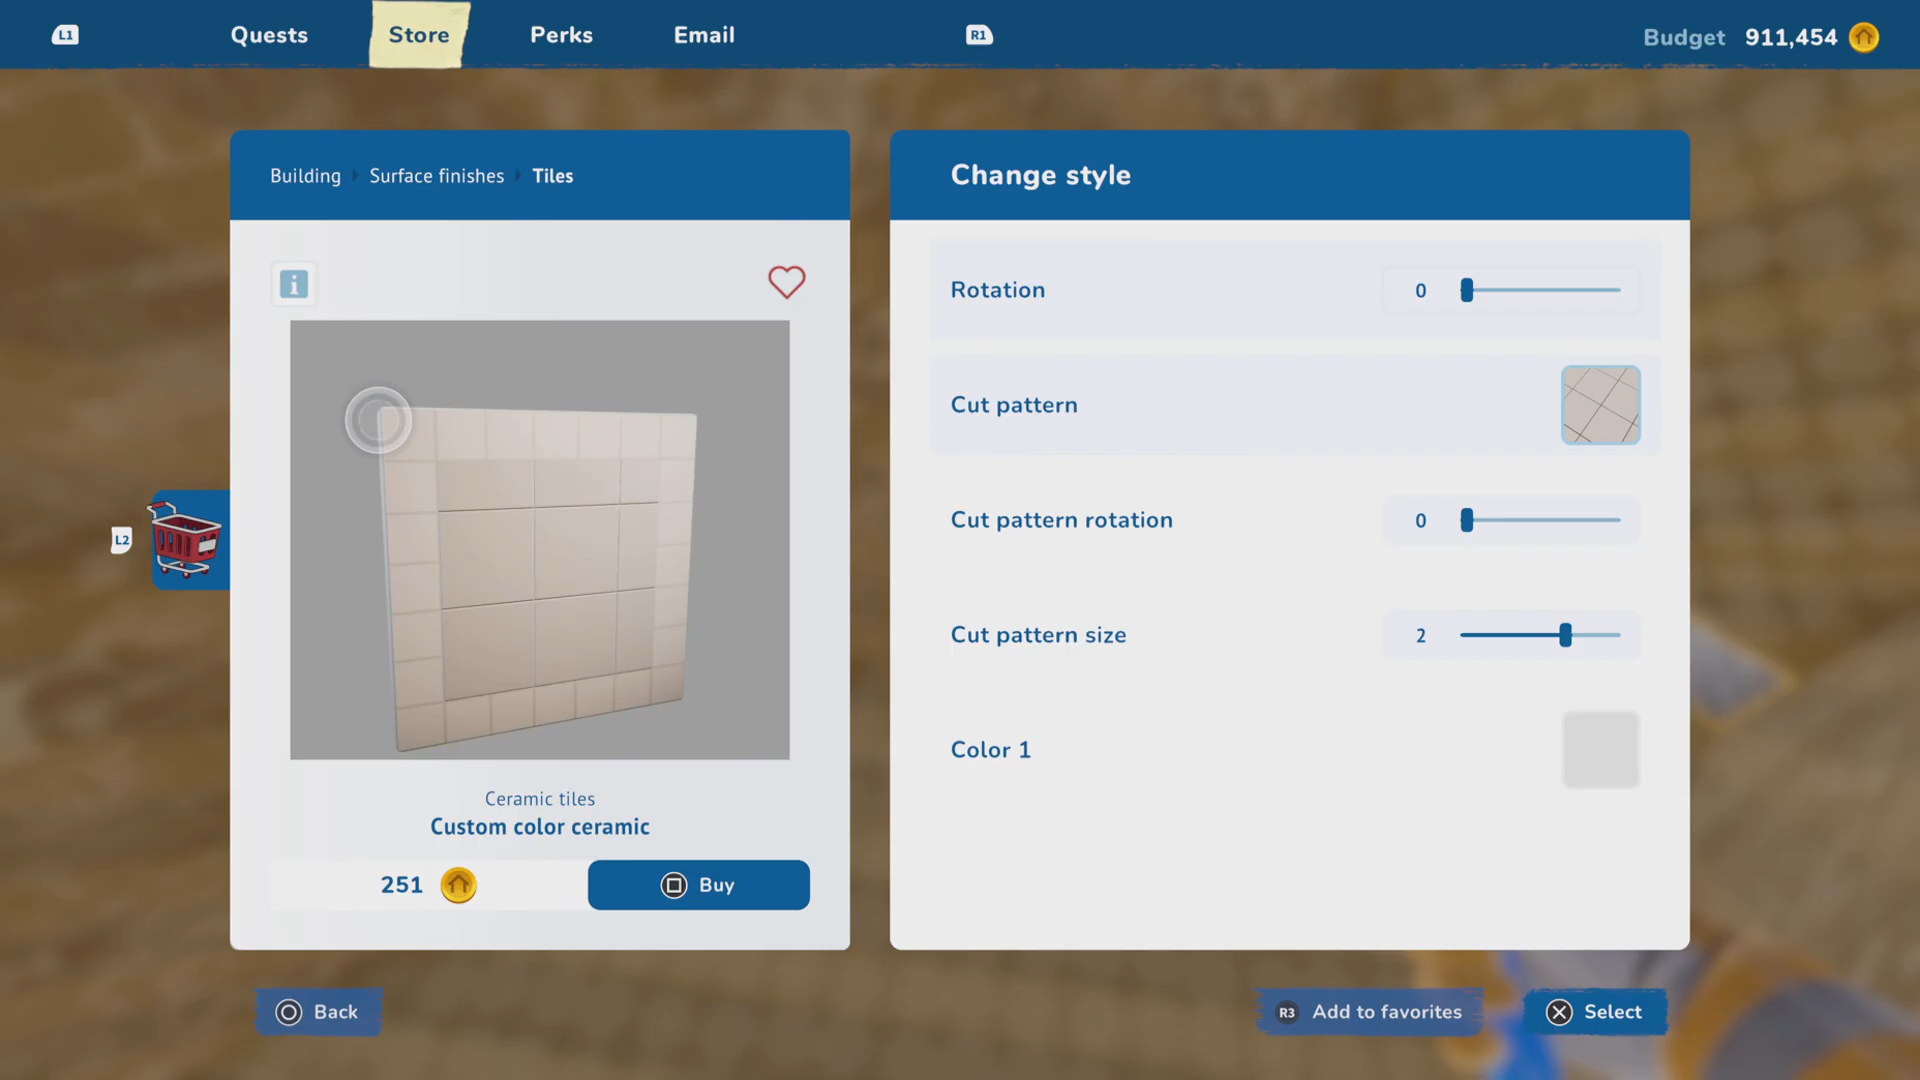 L1
Quests
Store
Perks
Email
R1
Budget 911,454
Building
Surface finishes
Tiles
i
Ceramic tiles
Custom color ceramic
251
Buy
L2
Change style
Rotation
0
Cut pattern
Cut pattern rotation
0
Cut pattern size
2
Color 1
Back
R3 Add to favorites
Select